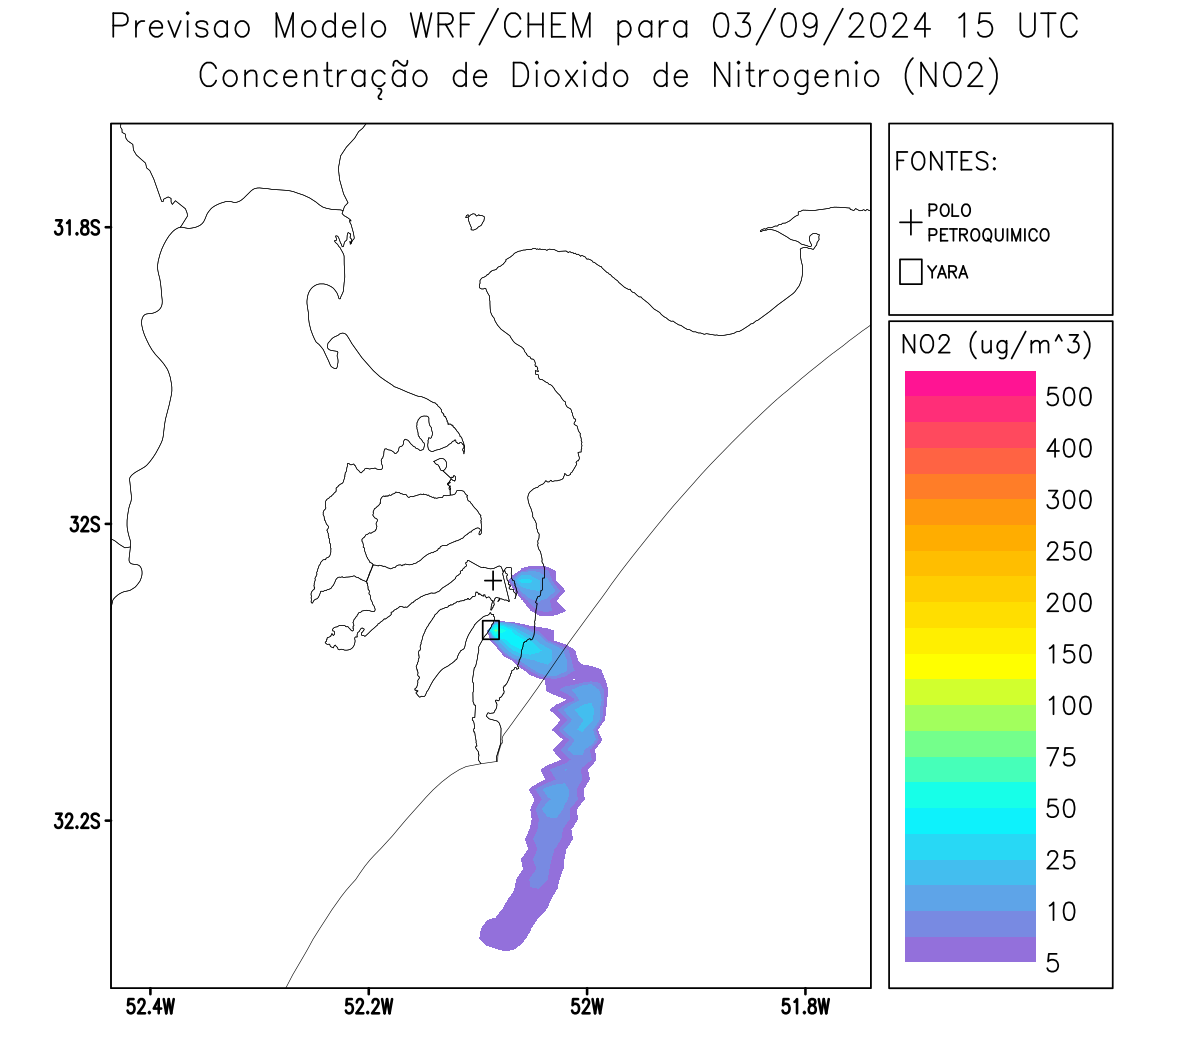 Previsao Modelo WRF/CHEM para 03/09/2024 15 UTC
Concentração de Dioxido de Nitrogenio (NO2)
FONTES:
POLO
PETROQUIMICO
YARA
NO2 (ug/m^3)
500
400
300
250
200
150
100
75
50
25
10
5
31.8S
32S
32.2S
52.4W
52.2W
52W
51.8W